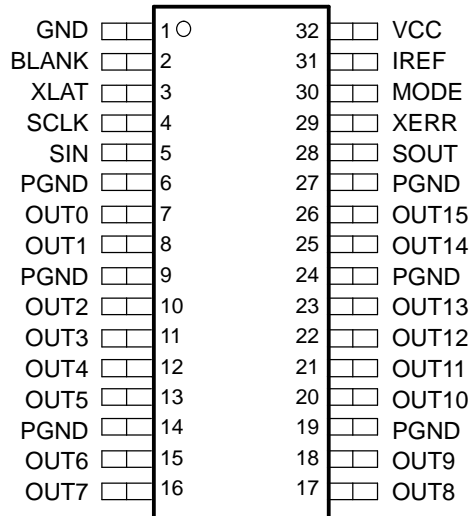 GND 1 32 VCC
BLANK 2 31 IREF
XLAT 3 30 MODE
SCLK 4 29 XERR
SIN 5 28 SOUT
PGND 6 27 PGND
OUT0 7 26 OUT15
OUT1 8 25 OUT14
PGND 9 24 PGND
OUT2 10 23 OUT13
OUT3 11 22 OUT12
OUT4 12 21 OUT11
OUT5 13 20 OUT10
PGND 14 19 PGND
OUT6 15 18 OUT9
OUT7 16 17 OUT8